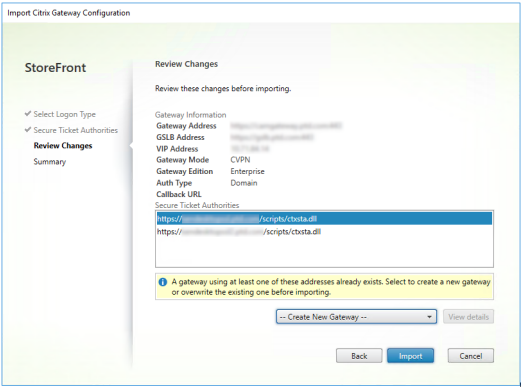 Import Citrix Gateway Configuration
StoreFront
Select Logon Type
Secure Ticket Authorities
Review Changes
Summary
Review Changes
Review these changes before importing.
Gateway Information
Gateway Address
GSLB Address
VIP Address
Gateway Mode CVPN
Gateway Edition Enterprise
Auth Type Domain
Callback URL
Secure Ticket Authorities
https:// /scripts/ctxsta.dll
https:// /scripts/ctxsta.dll
A gateway using at least one of these addresses already exists. Select to create a new gateway
or overwrite the existing one before importing.
-- Create New Gateway -- View details
Back Import Cancel